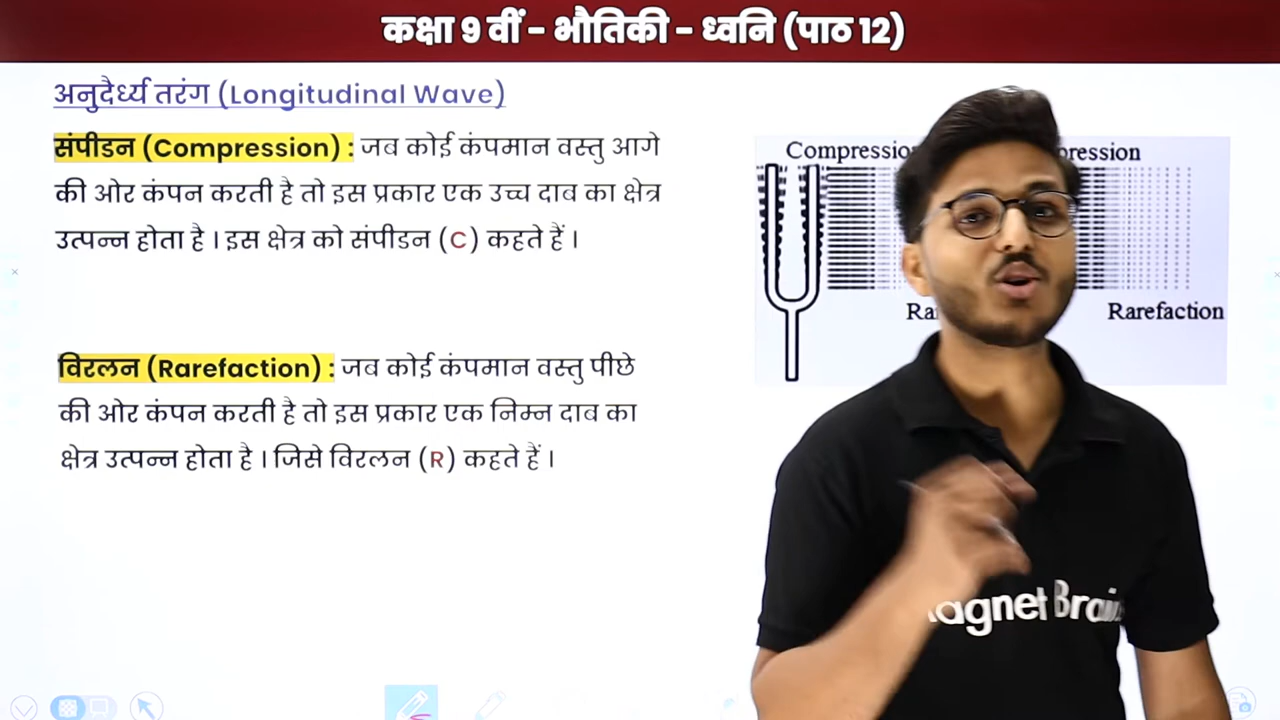 कक्षा 9 वीं - भौतिकी - ध्वनि (पाठ 12)
अनुदैर्ध्य तरंग (Longitudinal Wave)
संपीडन (Compression) : जब कोई कंपमान वस्तु आगे
की ओर कंपन करती है तो इस प्रकार एक उच्च दाब का क्षेत्र
उत्पन्न होता है । इस क्षेत्र को संपीडन (C) कहते हैं ।
विरलन (Rarefaction) : जब कोई कंपमान वस्तु पीछे
की ओर कंपन करती है तो इस प्रकार एक निम्न दाब का
क्षेत्र उत्पन्न होता है । जिसे विरलन (R) कहते हैं ।
Rarefaction